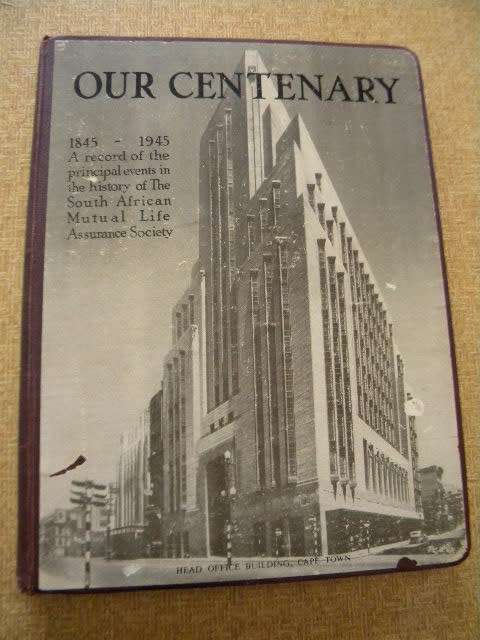 OUR CENTENARY
1845 - 1945
A record of the
principal events in
the history of The
South African
Mutual Life
Assurance Society
HEAD OFFICE BUILDING, CAPE TOWN